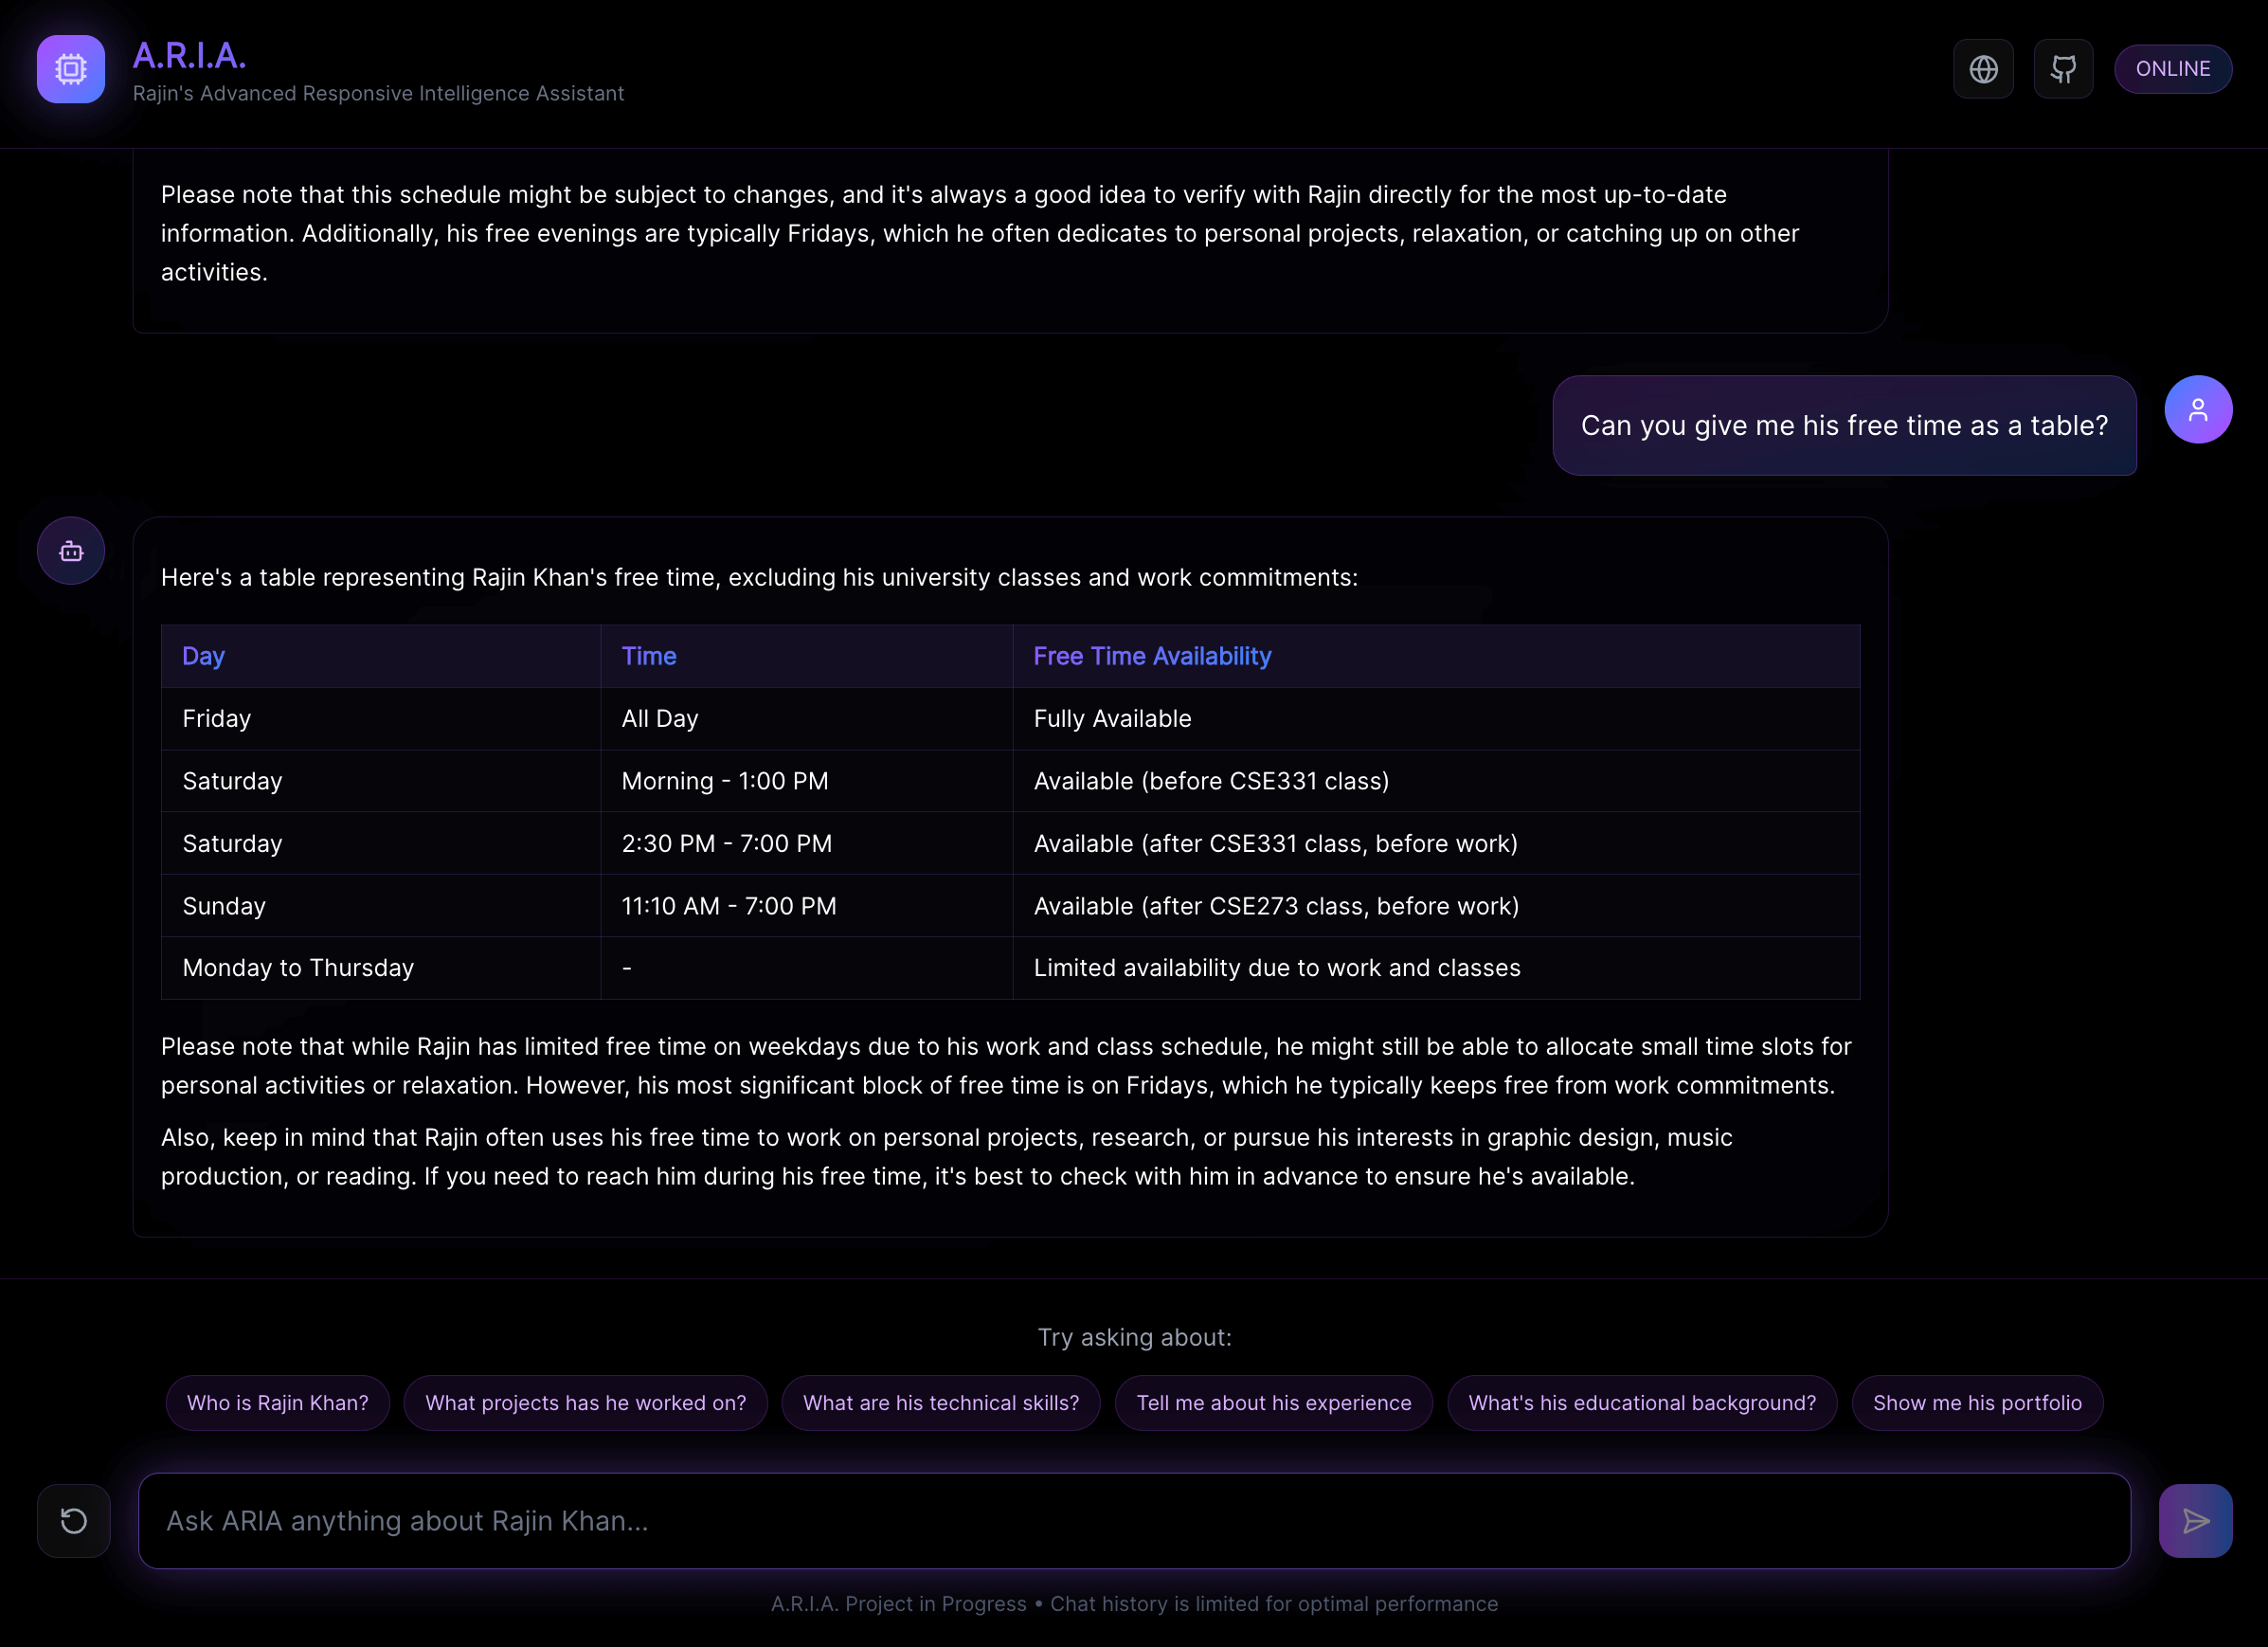 A.R.I.A.
Rajin's Advanced Responsive Intelligence Assistant
ONLINE
Please note that this schedule might be subject to changes, and it's always a good idea to verify with Rajin directly for the most up-to-date
information. Additionally, his free evenings are typically Fridays, which he often dedicates to personal projects, relaxation, or catching up on other
activities.
Can you give me his free time as a table?
Here's a table representing Rajin Khan's free time, excluding his university classes and work commitments:
Day Time Free Time Availability
Friday All Day Fully Available
Saturday Morning - 1:00 PM Available (before CSE331 class)
Saturday 2:30 PM - 7:00 PM Available (after CSE331 class, before work)
Sunday 11:10 AM - 7:00 PM Available (after CSE273 class, before work)
Monday to Thursday - Limited availability due to work and classes
Please note that while Rajin has limited free time on weekdays due to his work and class schedule, he might still be able to allocate small time slots for
personal activities or relaxation. However, his most significant block of free time is on Fridays, which he typically keeps free from work commitments.
Also, keep in mind that Rajin often uses his free time to work on personal projects, research, or pursue his interests in graphic design, music
production, or reading. If you need to reach him during his free time, it's best to check with him in advance to ensure he's available.
Try asking about:
Who is Rajin Khan? What projects has he worked on? What are his technical skills? Tell me about his experience What's his educational background? Show me his portfolio
Ask ARIA anything about Rajin Khan...
A.R.I.A. Project in Progress • Chat history is limited for optimal performance